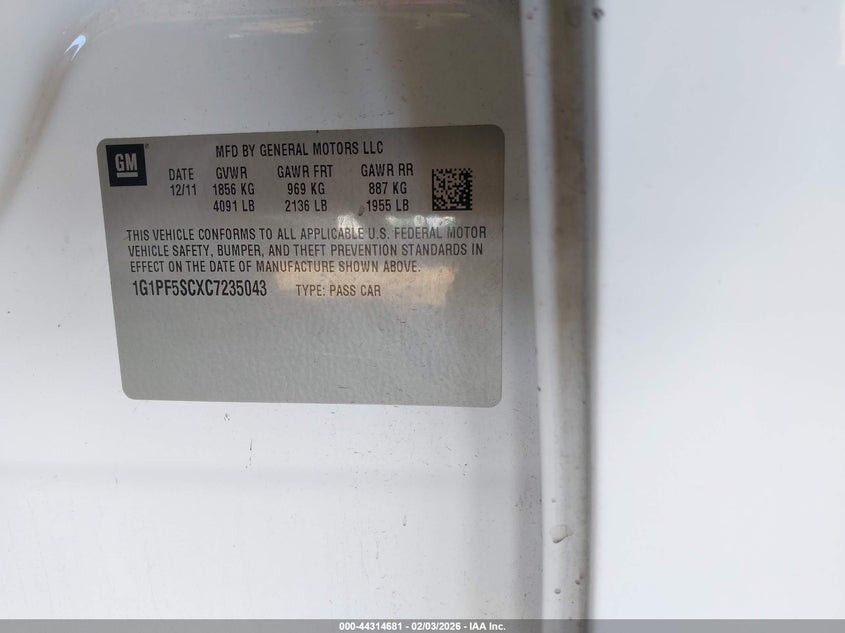 GM
MFD BY GENERAL MOTORS LLC
DATE GVWR GAWR FRT GAWR RR
12/11 1856 KG 969 KG 887 KG
4091 LB 2136 LB 1955 LB
THIS VEHICLE CONFORMS TO ALL APPLICABLE U.S. FEDERAL MOTOR
VEHICLE SAFETY, BUMPER, AND THEFT PREVENTION STANDARDS IN
EFFECT ON THE DATE OF MANUFACTURE SHOWN ABOVE.
1G1PF5SCXC7235043 TYPE: PASS CAR
000-44314681 - 02/03/2026 - IAA Inc.